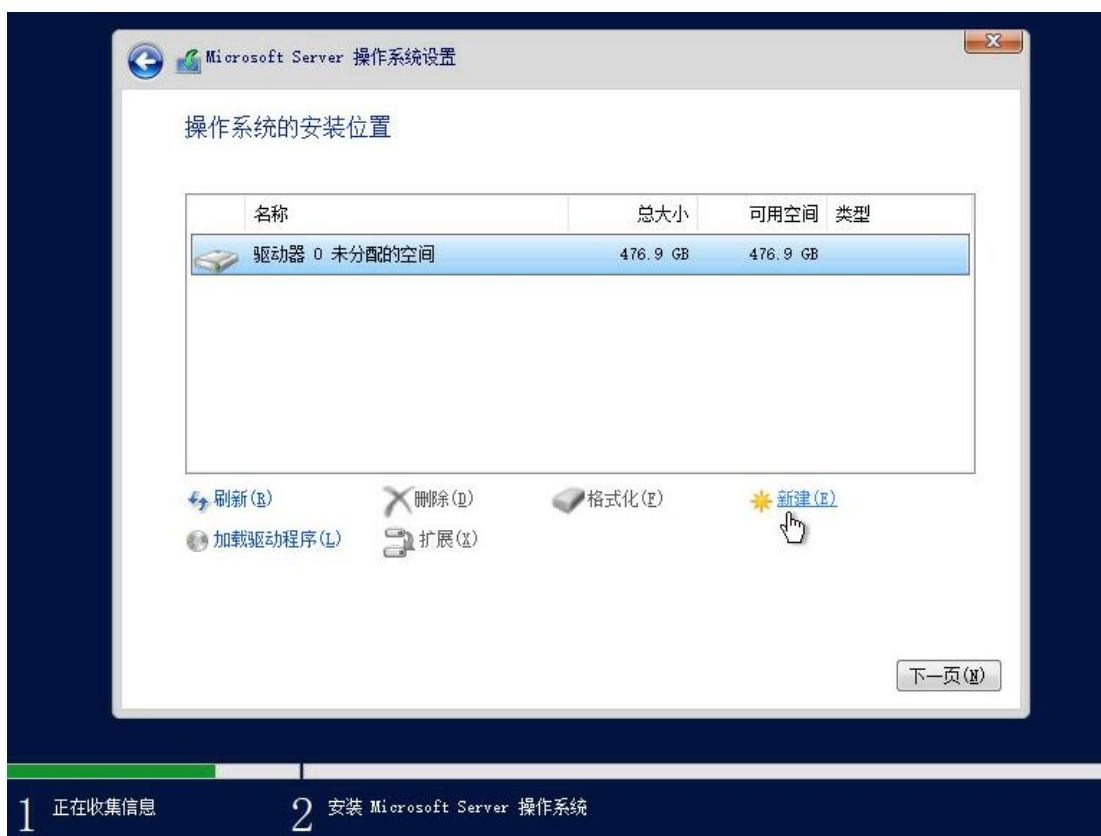 Microsoft Server 操作系统设置
操作系统的安装位置
名称 总大小 可用空间 类型
驱动器 0 未分配的空间 476.9 GB 476.9 GB
刷新(R) 删除(D) 格式化(F) 新建(E)
加载驱动程序(L) 扩展(X)
下一页(N)
1 正在收集信息 2 安装 Microsoft Server 操作系统